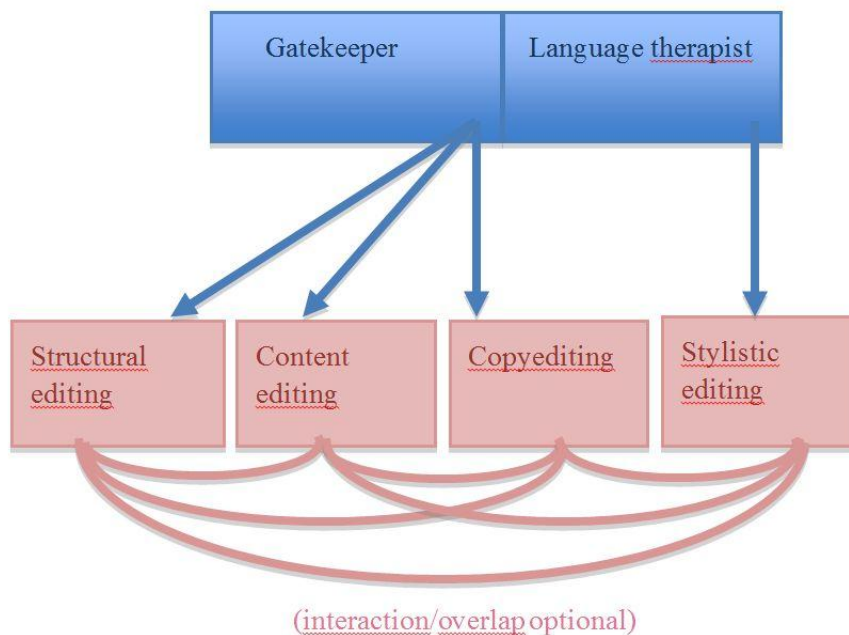 Gatekeeper
Language therapist
Structural
editing
Content
editing
Copyediting
Stylistic
editing
(interaction/overlap optional)